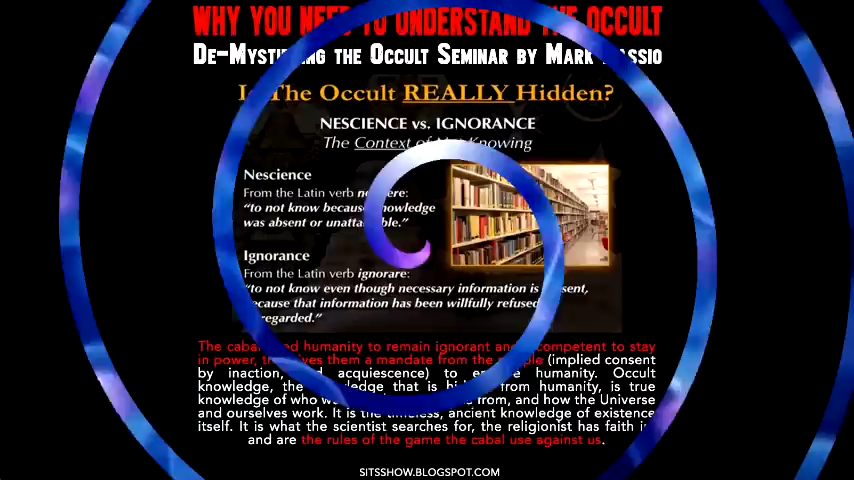 WHY YOU NEED TO UNDERSTAND THE OCCULT
DE-MYSTIFYING THE OCCULT SEMINAR BY MARK PASSIO
Is The Occult REALLY Hidden?
NESCIENCE vs. IGNORANCE
The Context of Not Knowing
Nescience
From the Latin verb nescere:
“to not know because knowledge
was absent or unattainable.”
Ignorance
From the Latin verb ignorare:
“to not know even though necessary information is present,
because that information has been willfully refused
disregarded.”
The cabal need humanity to remain ignorant and incompetent to stay
in power, this gives them a mandate from the people (implied consent
by inaction, and acquiescence) to enslave humanity. Occult
knowledge, the knowledge that is hidden from humanity, is true
knowledge of who we from, and how the Universe
and ourselves work. It is the timeless, ancient knowledge of existence
itself. It is what the scientist searches for, the religionist has faith in
and are the rules of the game the cabal use against us.
SITSSHOW.BLOGSPOT.COM